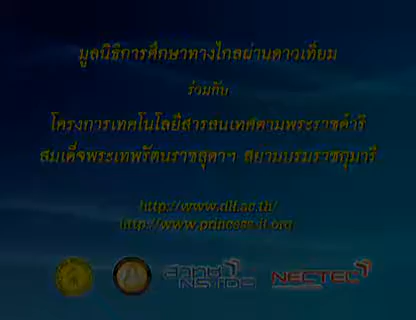 มูลนิธิการศึกษาทางไกลผ่านดาวเทียม
ร่วมกับ
โครงการเทคโนโลยีสารสนเทศตามพระราชดำริ
สมเด็จพระเทพรัตนราชสุดาฯ สยามบรมราชกุมารี
http://www.dlf.ac.th/
http://www.princess-it.org
สวทช
NSTDA
NECTEC